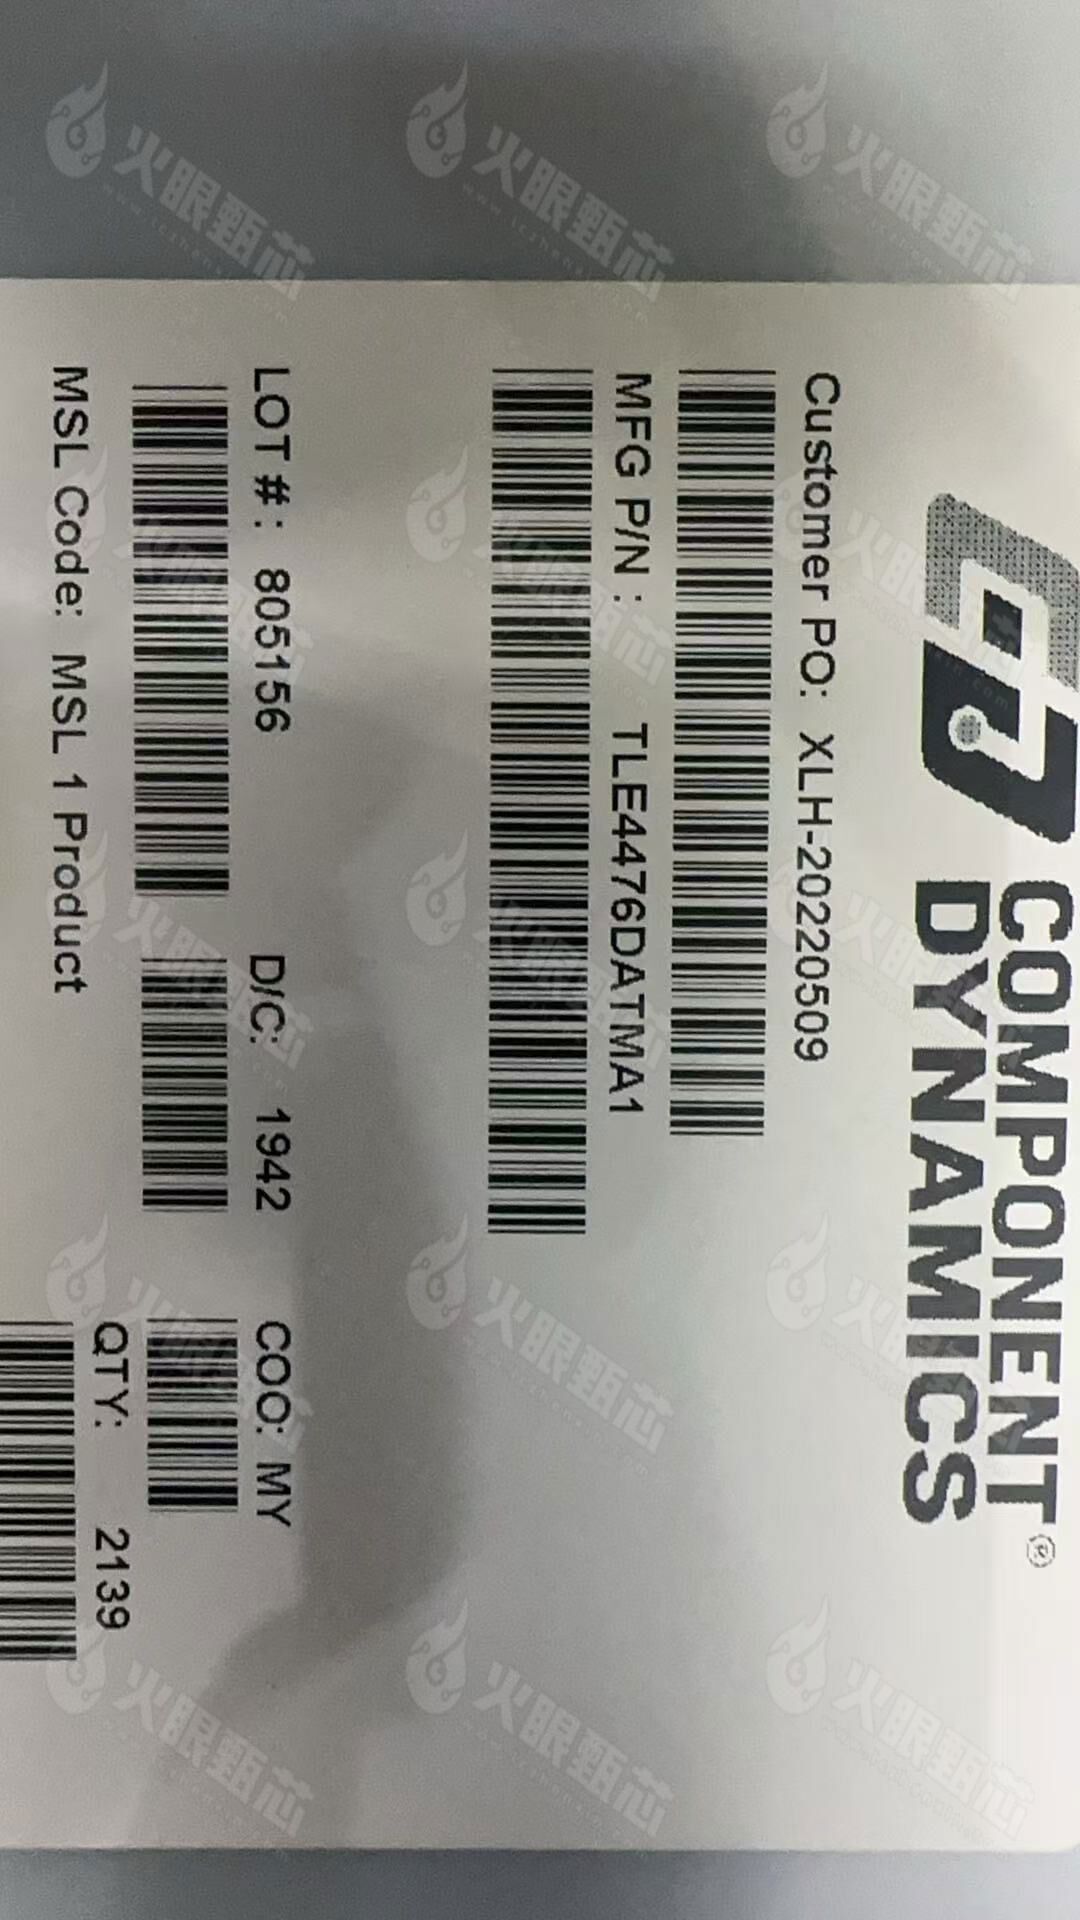 COMPONENT®
DYNAMICS
Customer PO: XLH-20220509
MFG P/N : TLE4476DATMA1
LOT # : 805156 D/C: 1942 COO: MY
QTY: 2139
MSL Code: MSL 1 Product
火眼甄芯